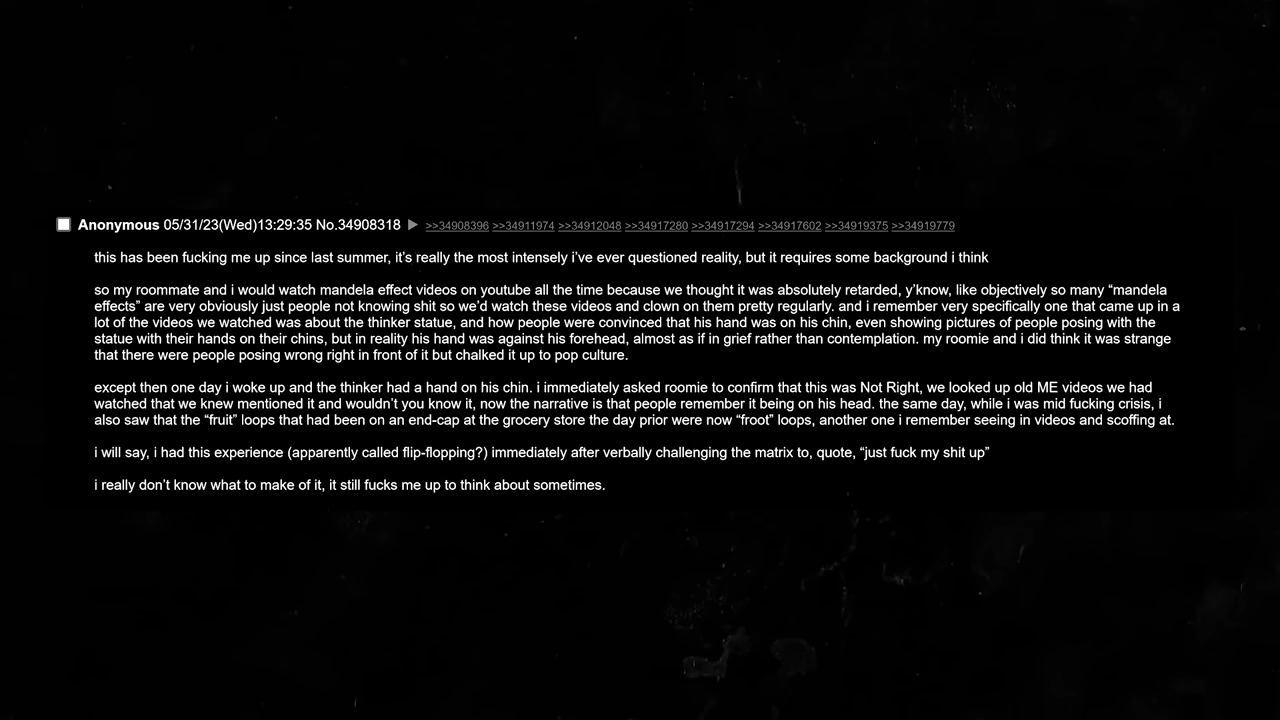 Anonymous 05/31/23(Wed)13:29:35 No.34908318 ▶ >>34908396 >>34911974 >>34912048 >>34917280 >>34917294 >>34917602 >>34919375 >>34919779
this has been fucking me up since last summer, it's really the most intensely i've ever questioned reality, but it requires some background i think
so my roommate and i would watch mandela effect videos on youtube all the time because we thought it was absolutely retarded, y'know, like objectively so many “mandela
effects” are very obviously just people not knowing shit so we'd watch these videos and clown on them pretty regularly. and i remember very specifically one that came up in a
lot of the videos we watched was about the thinker statue, and how people were convinced that his hand was on his chin, even showing pictures of people posing with the
statue with their hands on their chins, but in reality his hand was against his forehead, almost as if in grief rather than contemplation. my roomie and i did think it was strange
that there were people posing wrong right in front of it but chalked it up to pop culture.
except then one day i woke up and the thinker had a hand on his chin. i immediately asked roomie to confirm that this was Not Right, we looked up old ME videos we had
watched that we knew mentioned it and wouldn't you know it, now the narrative is that people remember it being on his head. the same day, while i was mid fucking crisis, i
also saw that the “fruit” loops that had been on an end-cap at the grocery store the day prior were now “froot” loops, another one i remember seeing in videos and scoffing at.
i will say, i had this experience (apparently called flip-flopping?) immediately after verbally challenging the matrix to, quote, “just fuck my shit up”
i really don't know what to make of it, it still fucks me up to think about sometimes.